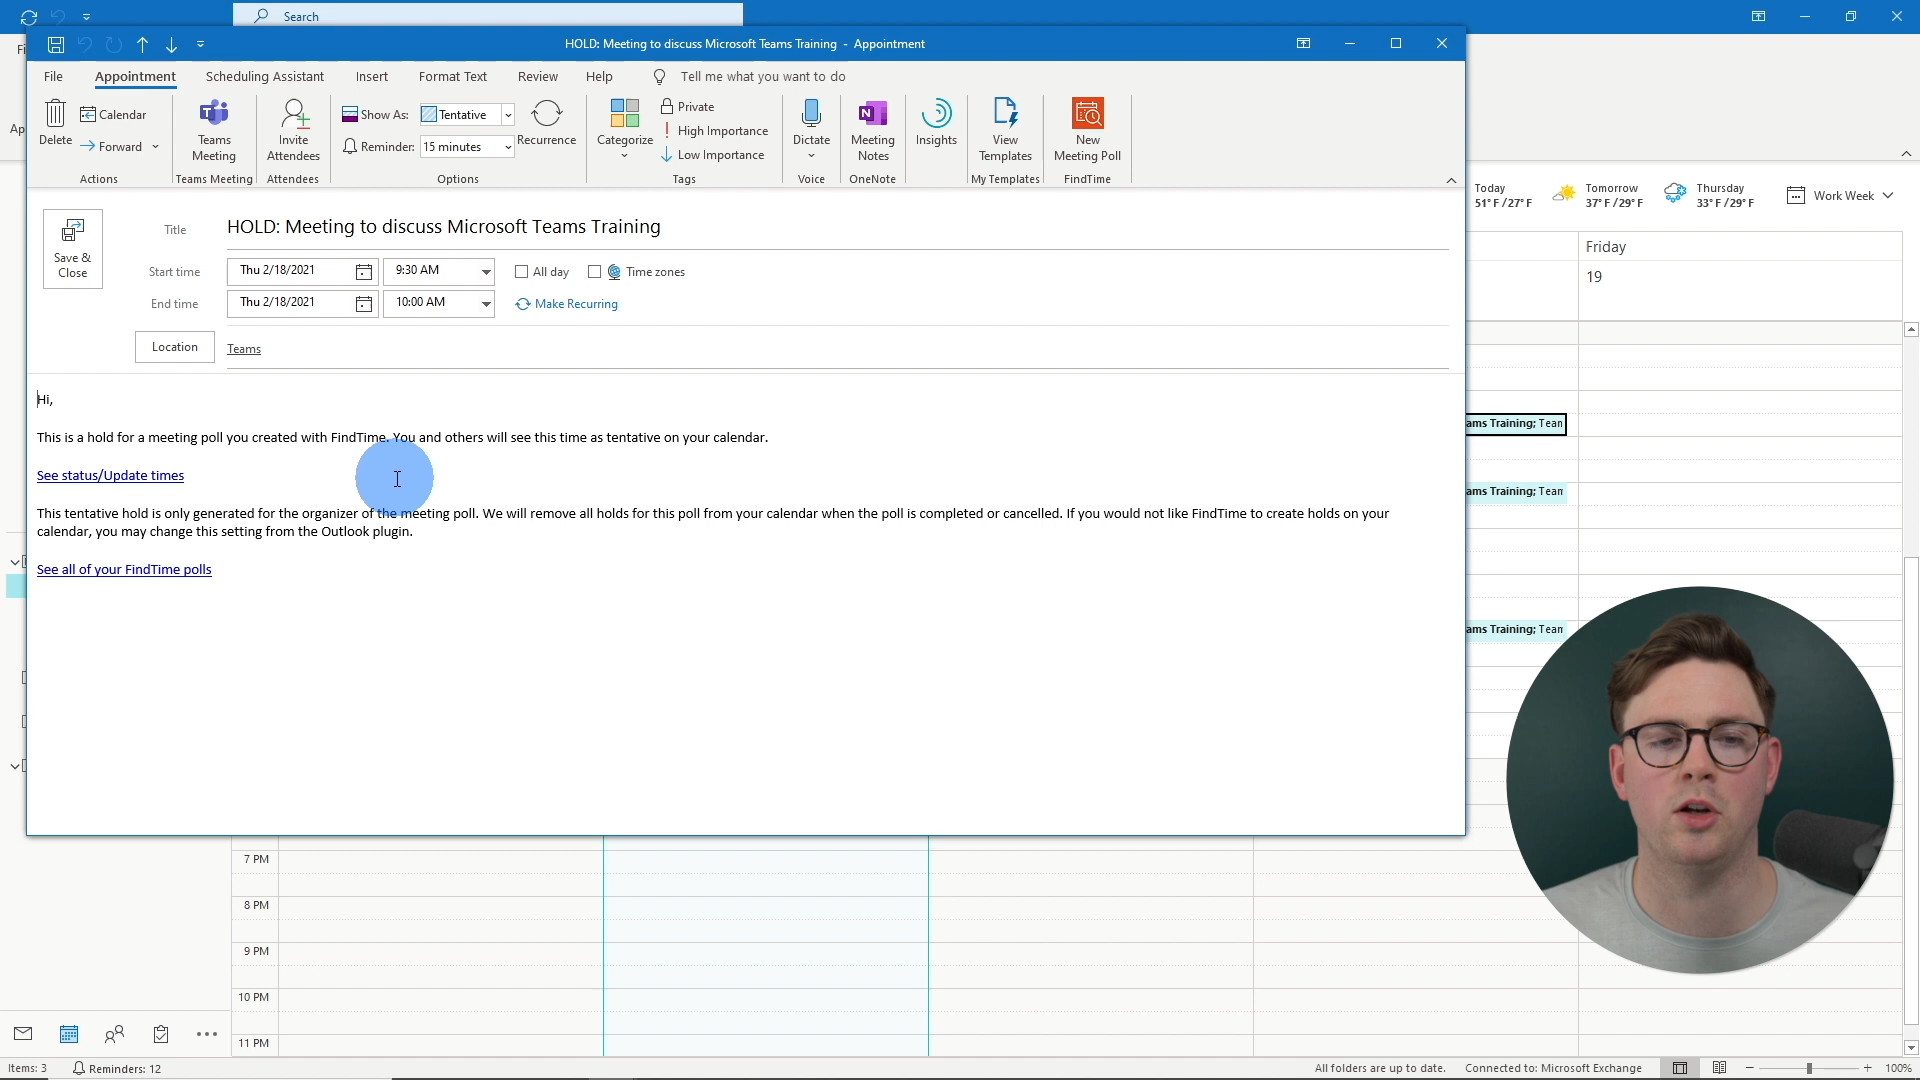 Search
HOLD: Meeting to discuss Microsoft Teams Training - Appointment
File Appointment Scheduling Assistant Insert Format Text Review Help Tell me what you want to do
Delete
Calendar
Forward
Actions
Teams
Meeting
Teams Meeting
Invite
Attendees
Attendees
Show As: Tentative
Reminder: 15 minutes
Recurrence
Options
Categorize
Private
High Importance
Low Importance
Tags
Dictate
Voice
Meeting
Notes
OneNote
Insights
View
Templates
My Templates
New
Meeting Poll
FindTime
Today
51°F/27°F
Tomorrow
37°F/29°F
Thursday
33°F/29°F
Work Week
Save &
Close
Title HOLD: Meeting to discuss Microsoft Teams Training
Start time Thu 2/18/2021 9:30 AM All day Time zones
End time Thu 2/18/2021 10:00 AM Make Recurring
Location Teams
Friday
19
Hi,
This is a hold for a meeting poll you created with FindTime. You and others will see this time as tentative on your calendar.
See status/Update times
This tentative hold is only generated for the organizer of the meeting poll. We will remove all holds for this poll from your calendar when the poll is completed or cancelled. If you would not like FindTime to create holds on your
calendar, you may change this setting from the Outlook plugin.
See all of your FindTime polls
ams Training; Team
ams Training; Team
ams Training; Team
7 PM
8 PM
9 PM
10 PM
11 PM
Items: 3 Reminders: 12 All folders are up to date. Connected to: Microsoft Exchange 100%